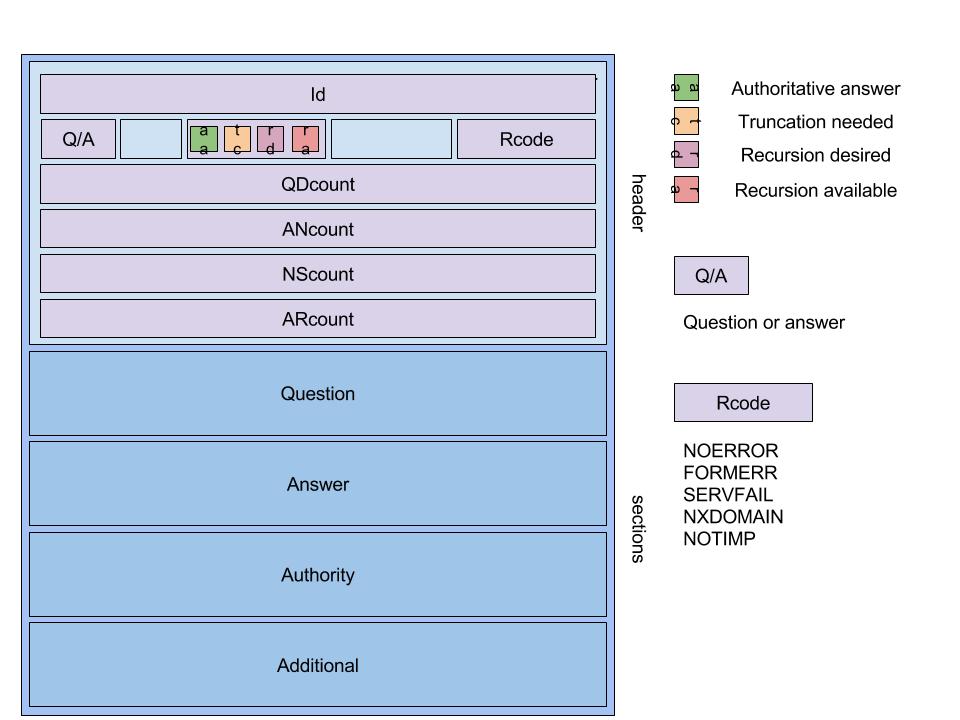 Id
Q/A
aa
tc
rd
ra
Rcode
QDcount
ANcount
NScount
ARcount
header
Question
Answer
Authority
Additional
sections
aa Authoritative answer
tc Truncation needed
rd Recursion desired
ra Recursion available
Q/A
Question or answer
Rcode
NOERROR
FORMERR
SERVFAIL
NXDOMAIN
NOTIMP